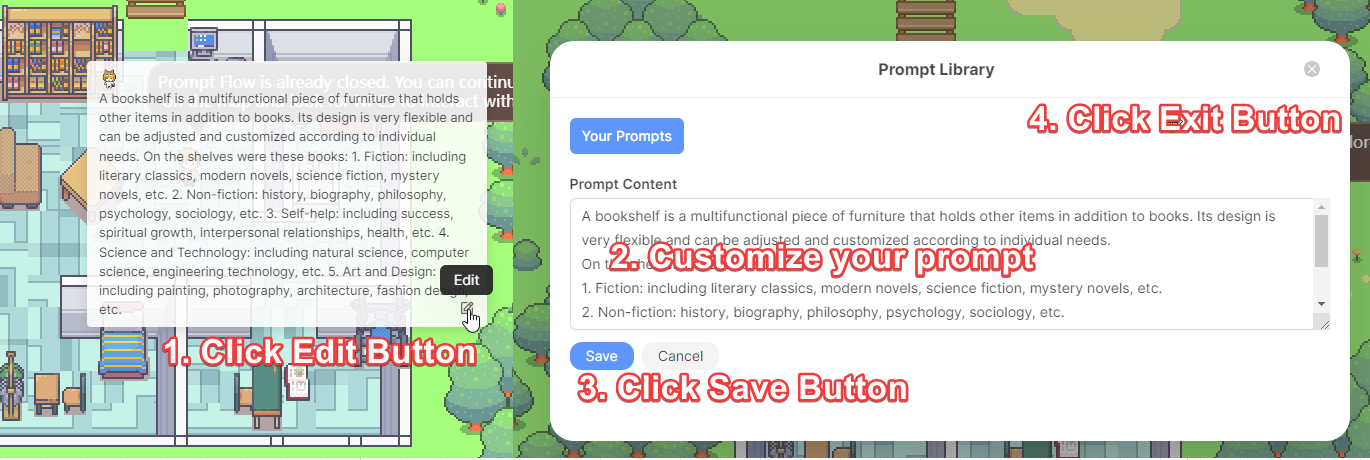 Prompt Flow is already closed. You can continu
A bookshelf is a multifunctional piece of furniture that holds
other items in addition to books. Its design is very flexible and
can be adjusted and customized according to individual
needs. On the shelves were these books: 1. Fiction: including
literary classics, modern novels, science fiction, mystery
novels, etc. 2. Non-fiction: history, biography, philosophy,
psychology, sociology, etc. 3. Self-help: including success,
spiritual growth, interpersonal relationships, health, etc. 4.
Science and Technology: including natural science, computer
science, engineering technology, etc. 5. Art and Design:
including painting, photography, architecture, fashion design,
etc.
Edit
1. Click Edit Button
Prompt Library
4. Click Exit Button
Your Prompts
Prompt Content
A bookshelf is a multifunctional piece of furniture that holds other items in addition to books. Its design is
very flexible and can be adjusted and customized according to individual needs.
On
2. Customize your prompt
1. Fiction: including literary classics, modern novels, science fiction, mystery novels, etc.
2. Non-fiction: history, biography, philosophy, psychology, sociology, etc.
Save
Cancel
3. Click Save Button